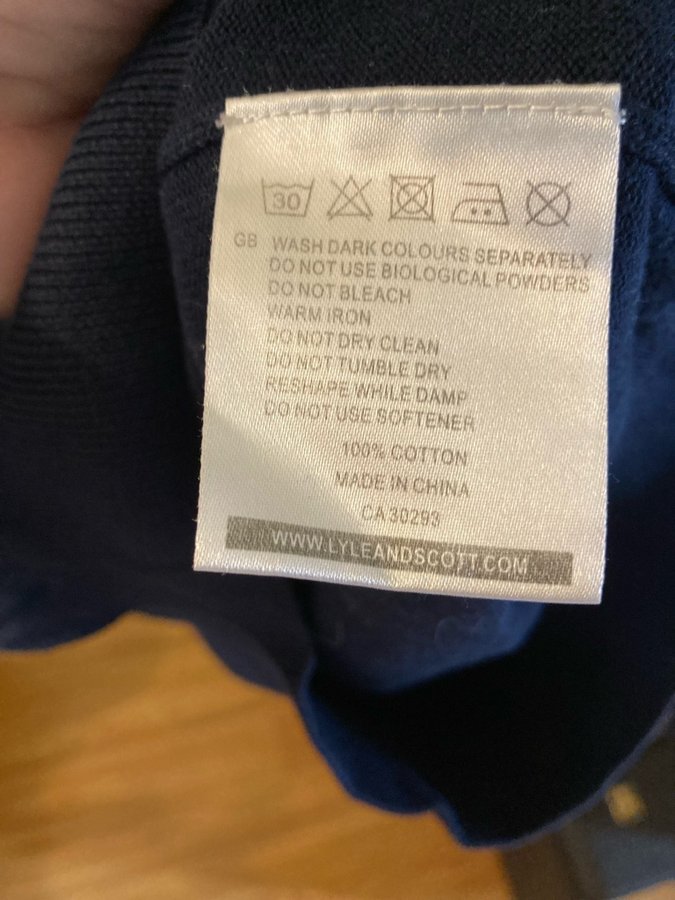 30
GB WASH DARK COLOURS SEPARATELY
DO NOT USE BIOLOGICAL POWDERS
DO NOT BLEACH
WARM IRON
DO NOT DRY CLEAN
DO NOT TUMBLE DRY
RESHAPE WHILE DAMP
DO NOT USE SOFTENER
100% COTTON
MADE IN CHINA
CA 30293
WWW.LYLEANDSCOTT.COM